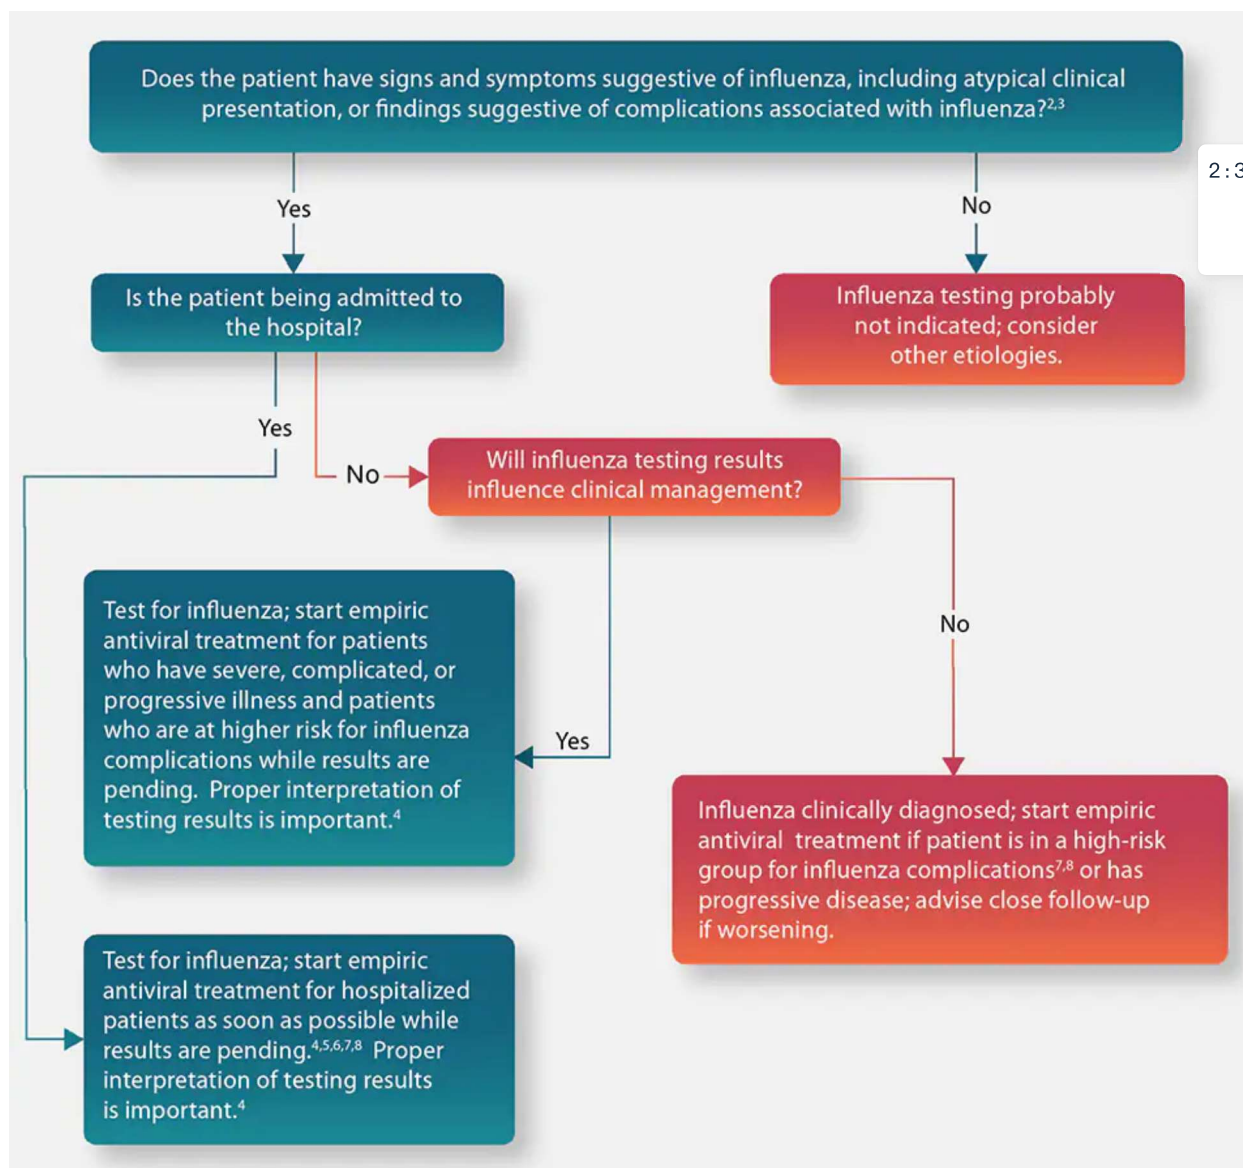 Does the patient have signs and symptoms suggestive of influenza, including atypical clinical
presentation, or findings suggestive of complications associated with influenza?2,3
2:3
Yes
No
Is the patient being admitted to
the hospital?
Influenza testing probably
not indicated; consider
other etiologies.
Yes
No
Will influenza testing results
influence clinical management?
Test for influenza; start empiric
antiviral treatment for patients
who have severe, complicated, or
progressive illness and patients
who are at higher risk for influenza
complications while results are
pending.  Proper interpretation of
testing results is important.4
Yes
No
Influenza clinically diagnosed; start empiric
antiviral  treatment if patient is in a high-risk
group for influenza complications7,8 or has
progressive disease; advise close follow-up
if worsening.
Test for influenza; start empiric
antiviral treatment for hospitalized
patients as soon as possible while
results are pending.4,5,6,7,8  Proper
interpretation of testing results
is important.4